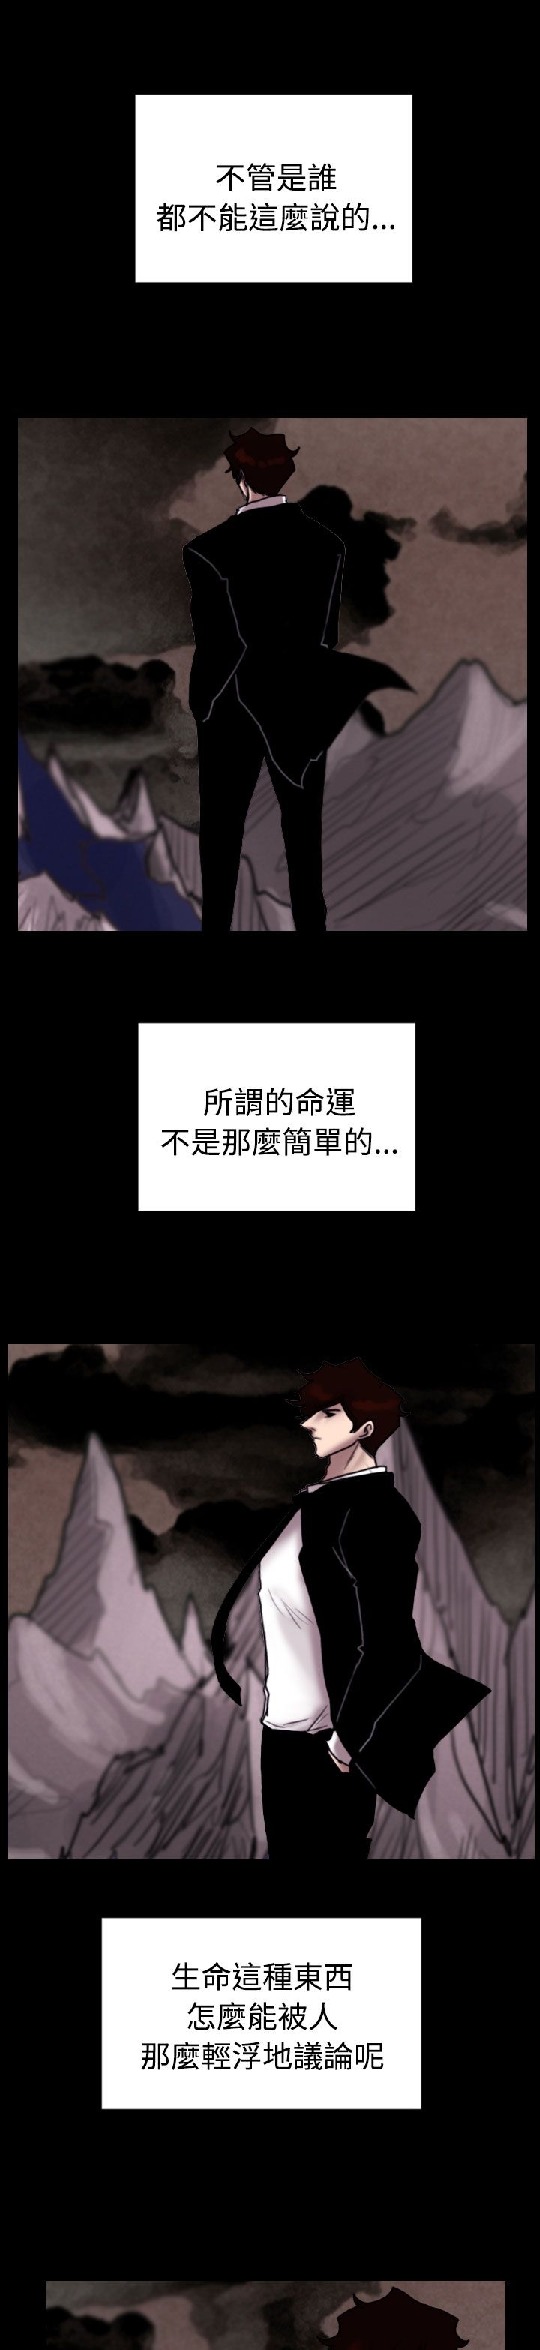 不管是誰
都不能這麼說的...
所謂的命運
不是那麼簡單的...
生命這種東西
怎麼能被人
那麼輕浮地議論呢